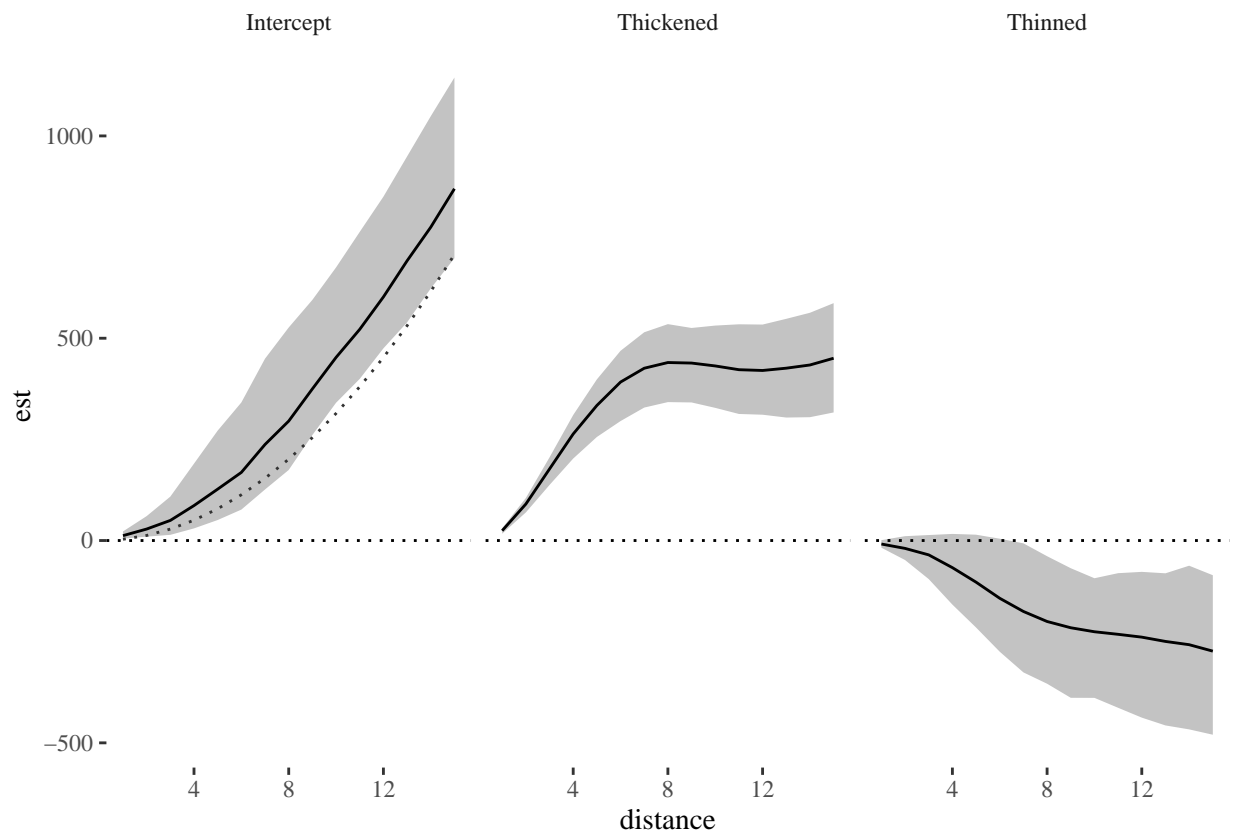 Intercept
Thickened
Thinned
1000
500
0
–500
est
4 8 12
4 8 12
4 8 12
distance